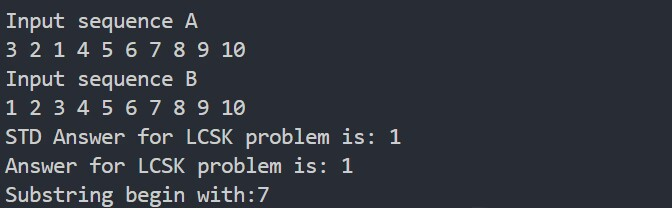 Input sequence A
3 2 1 4 5 6 7 8 9 10
Input sequence B
1 2 3 4 5 6 7 8 9 10
STD Answer for LCSK problem is: 1
Answer for LCSK problem is: 1
Substring begin with:7